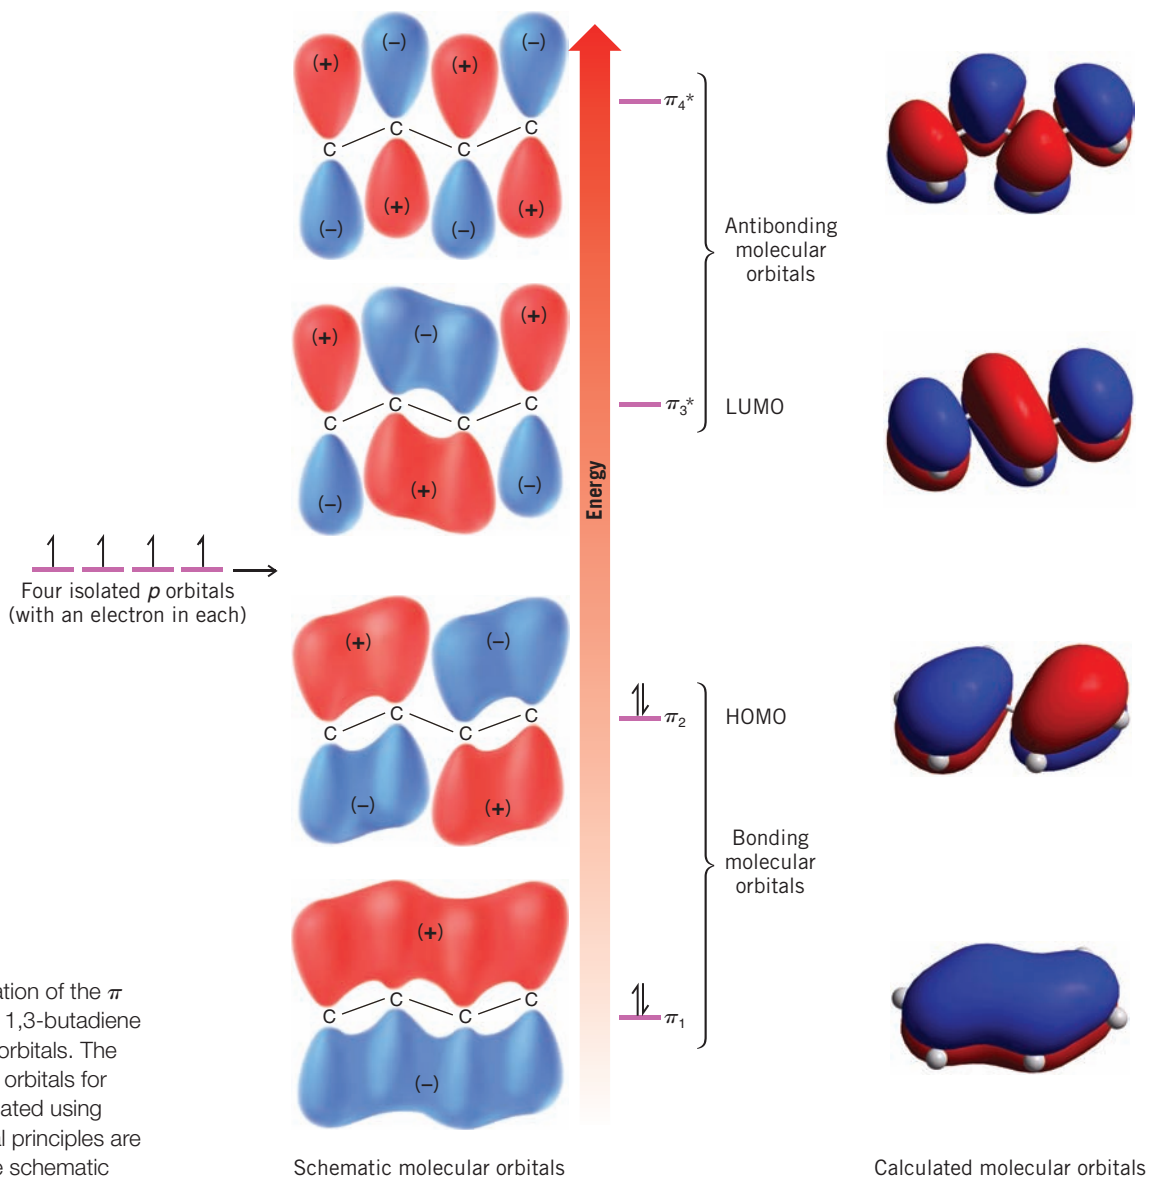 (+) (–) (+) (–)
C C C C
(–) (+) (–) (+)
π4*
Antibonding
molecular
orbitals
(+) (–) (+)
C C C C
(–) (+) (–)
π3* LUMO
Energy
Four isolated p orbitals
(with an electron in each)
(+) (–)
C C C C
(–) (+)
π2 HOMO
Bonding
molecular
orbitals
(+)
C C C C
(–)
π1
ation of the π
1,3-butadiene
orbitals. The
orbitals for
ated using
al principles are
e schematic
Schematic molecular orbitals
Calculated molecular orbitals